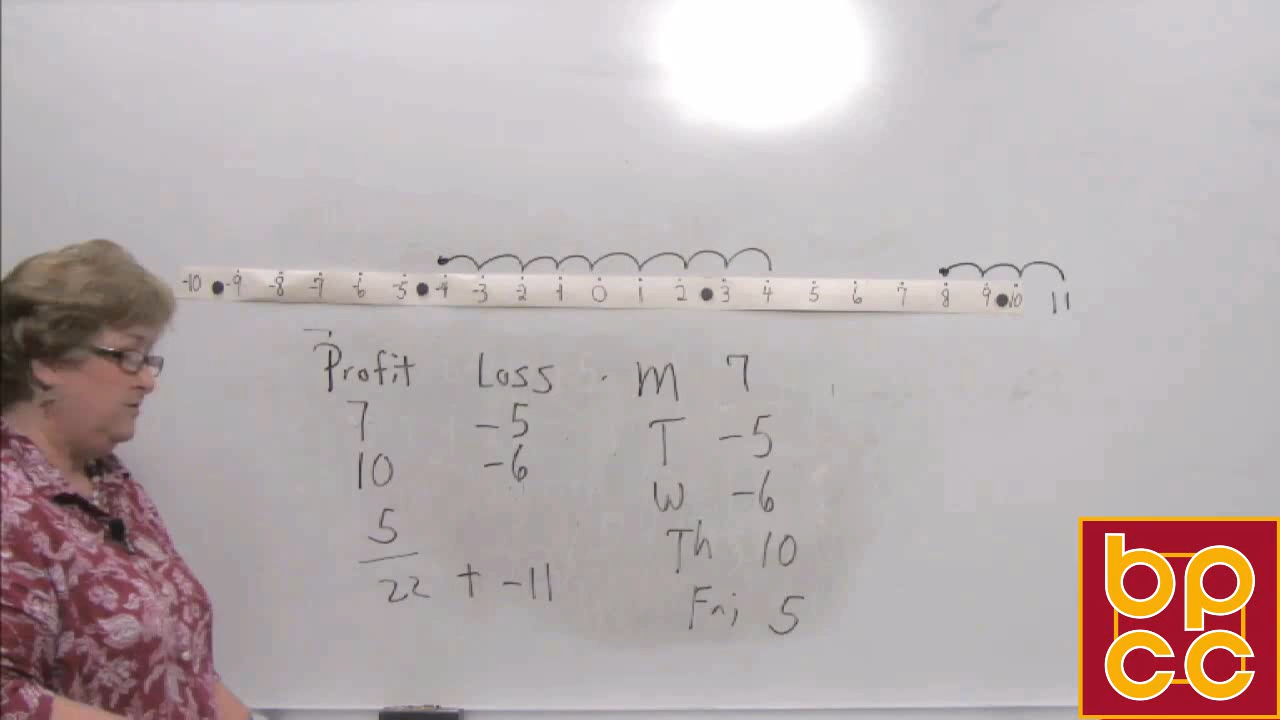 -10 -9 -8 -7 -6 -5 -4 -3 -2 -1 0 1 2 3 4 5 6 7 8 9 10 11
Profit Loss
7 -5
10 -6
5
22 + -11
M 7
T -5
W -6
Th 10
Fri 5
bp
cc